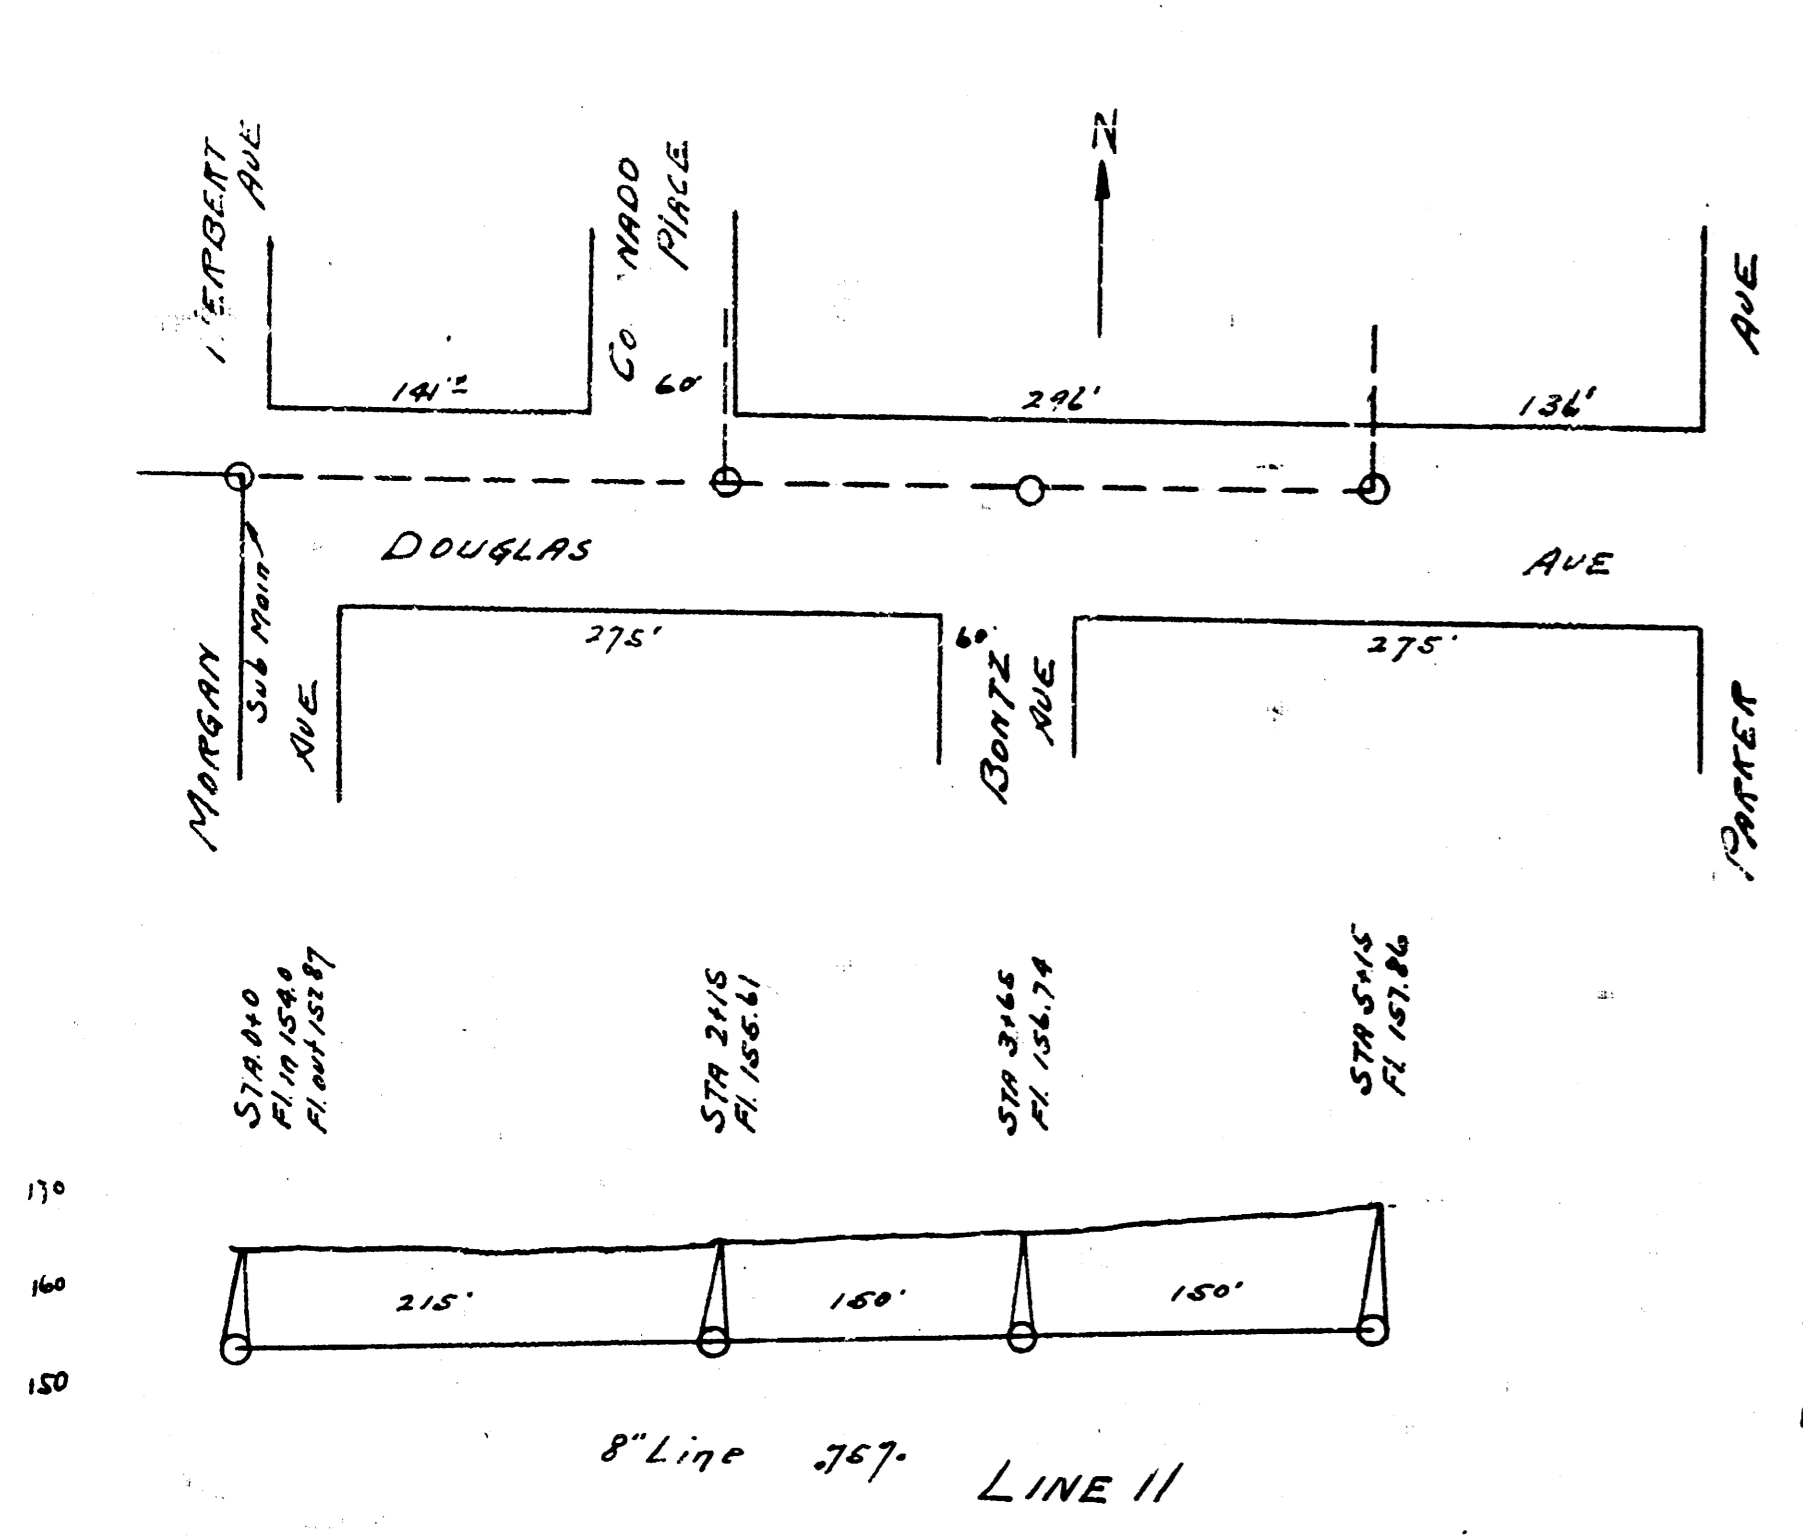 N
AVE
CO NADO
PIRCE
AVE
141'±
60'
296'
136'
DOUGLAS
AVE
Sub Main
275'
60'
275'
MORGAN
AVE
BONTZ
AVE
PARKER
STA. 0+0
Fl. in 154.0
Fl. out 152.87
STA 2+15
Fl. 155.61
STA 3+65
Fl. 156.74
STA 5+15
Fl. 157.86
160
215'
150'
150'
150
8" Line .75%
LINE 11